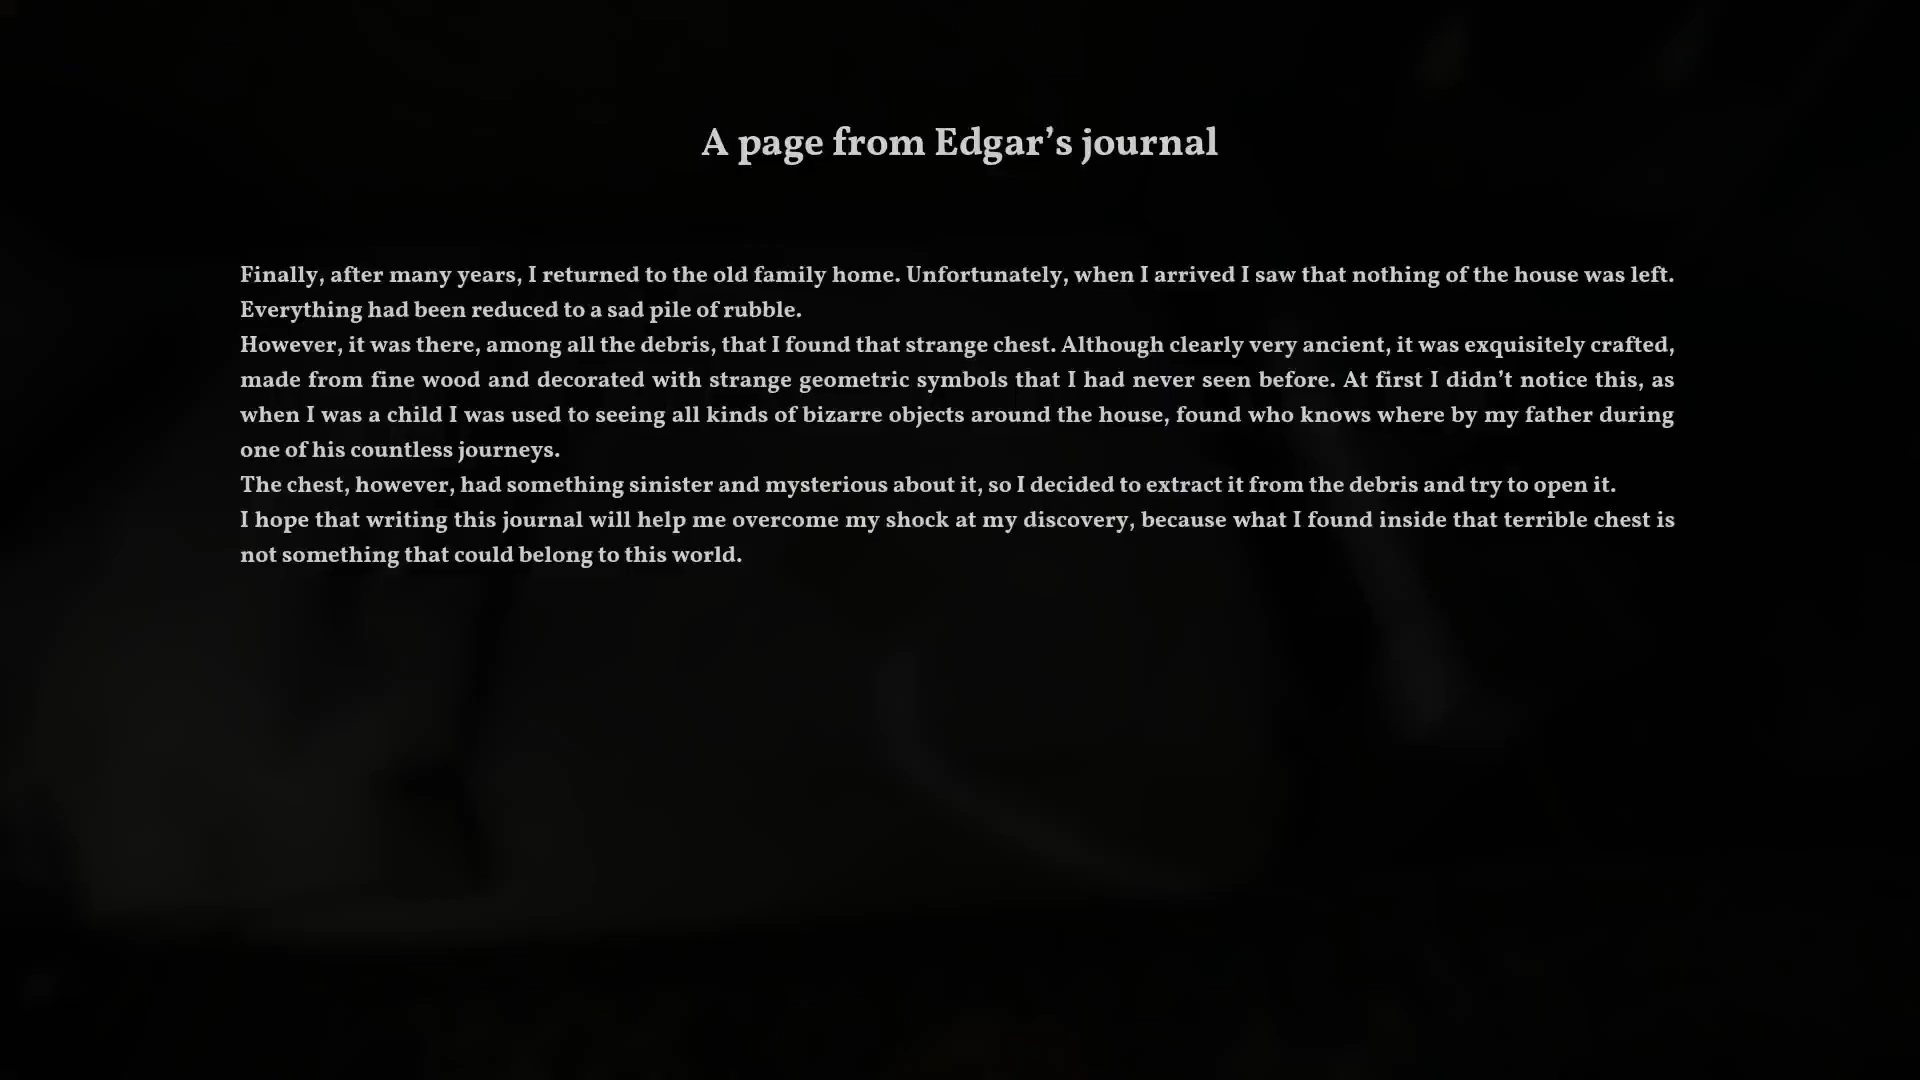 A page from Edgar’s journal
Finally, after many years, I returned to the old family home. Unfortunately, when I arrived I saw that nothing of the house was left.
Everything had been reduced to a sad pile of rubble.
However, it was there, among all the debris, that I found that strange chest. Although clearly very ancient, it was exquisitely crafted,
made from fine wood and decorated with strange geometric symbols that I had never seen before. At first I didn’t notice this, as
when I was a child I was used to seeing all kinds of bizarre objects around the house, found who knows where by my father during
one of his countless journeys.
The chest, however, had something sinister and mysterious about it, so I decided to extract it from the debris and try to open it.
I hope that writing this journal will help me overcome my shock at my discovery, because what I found inside that terrible chest is
not something that could belong to this world.